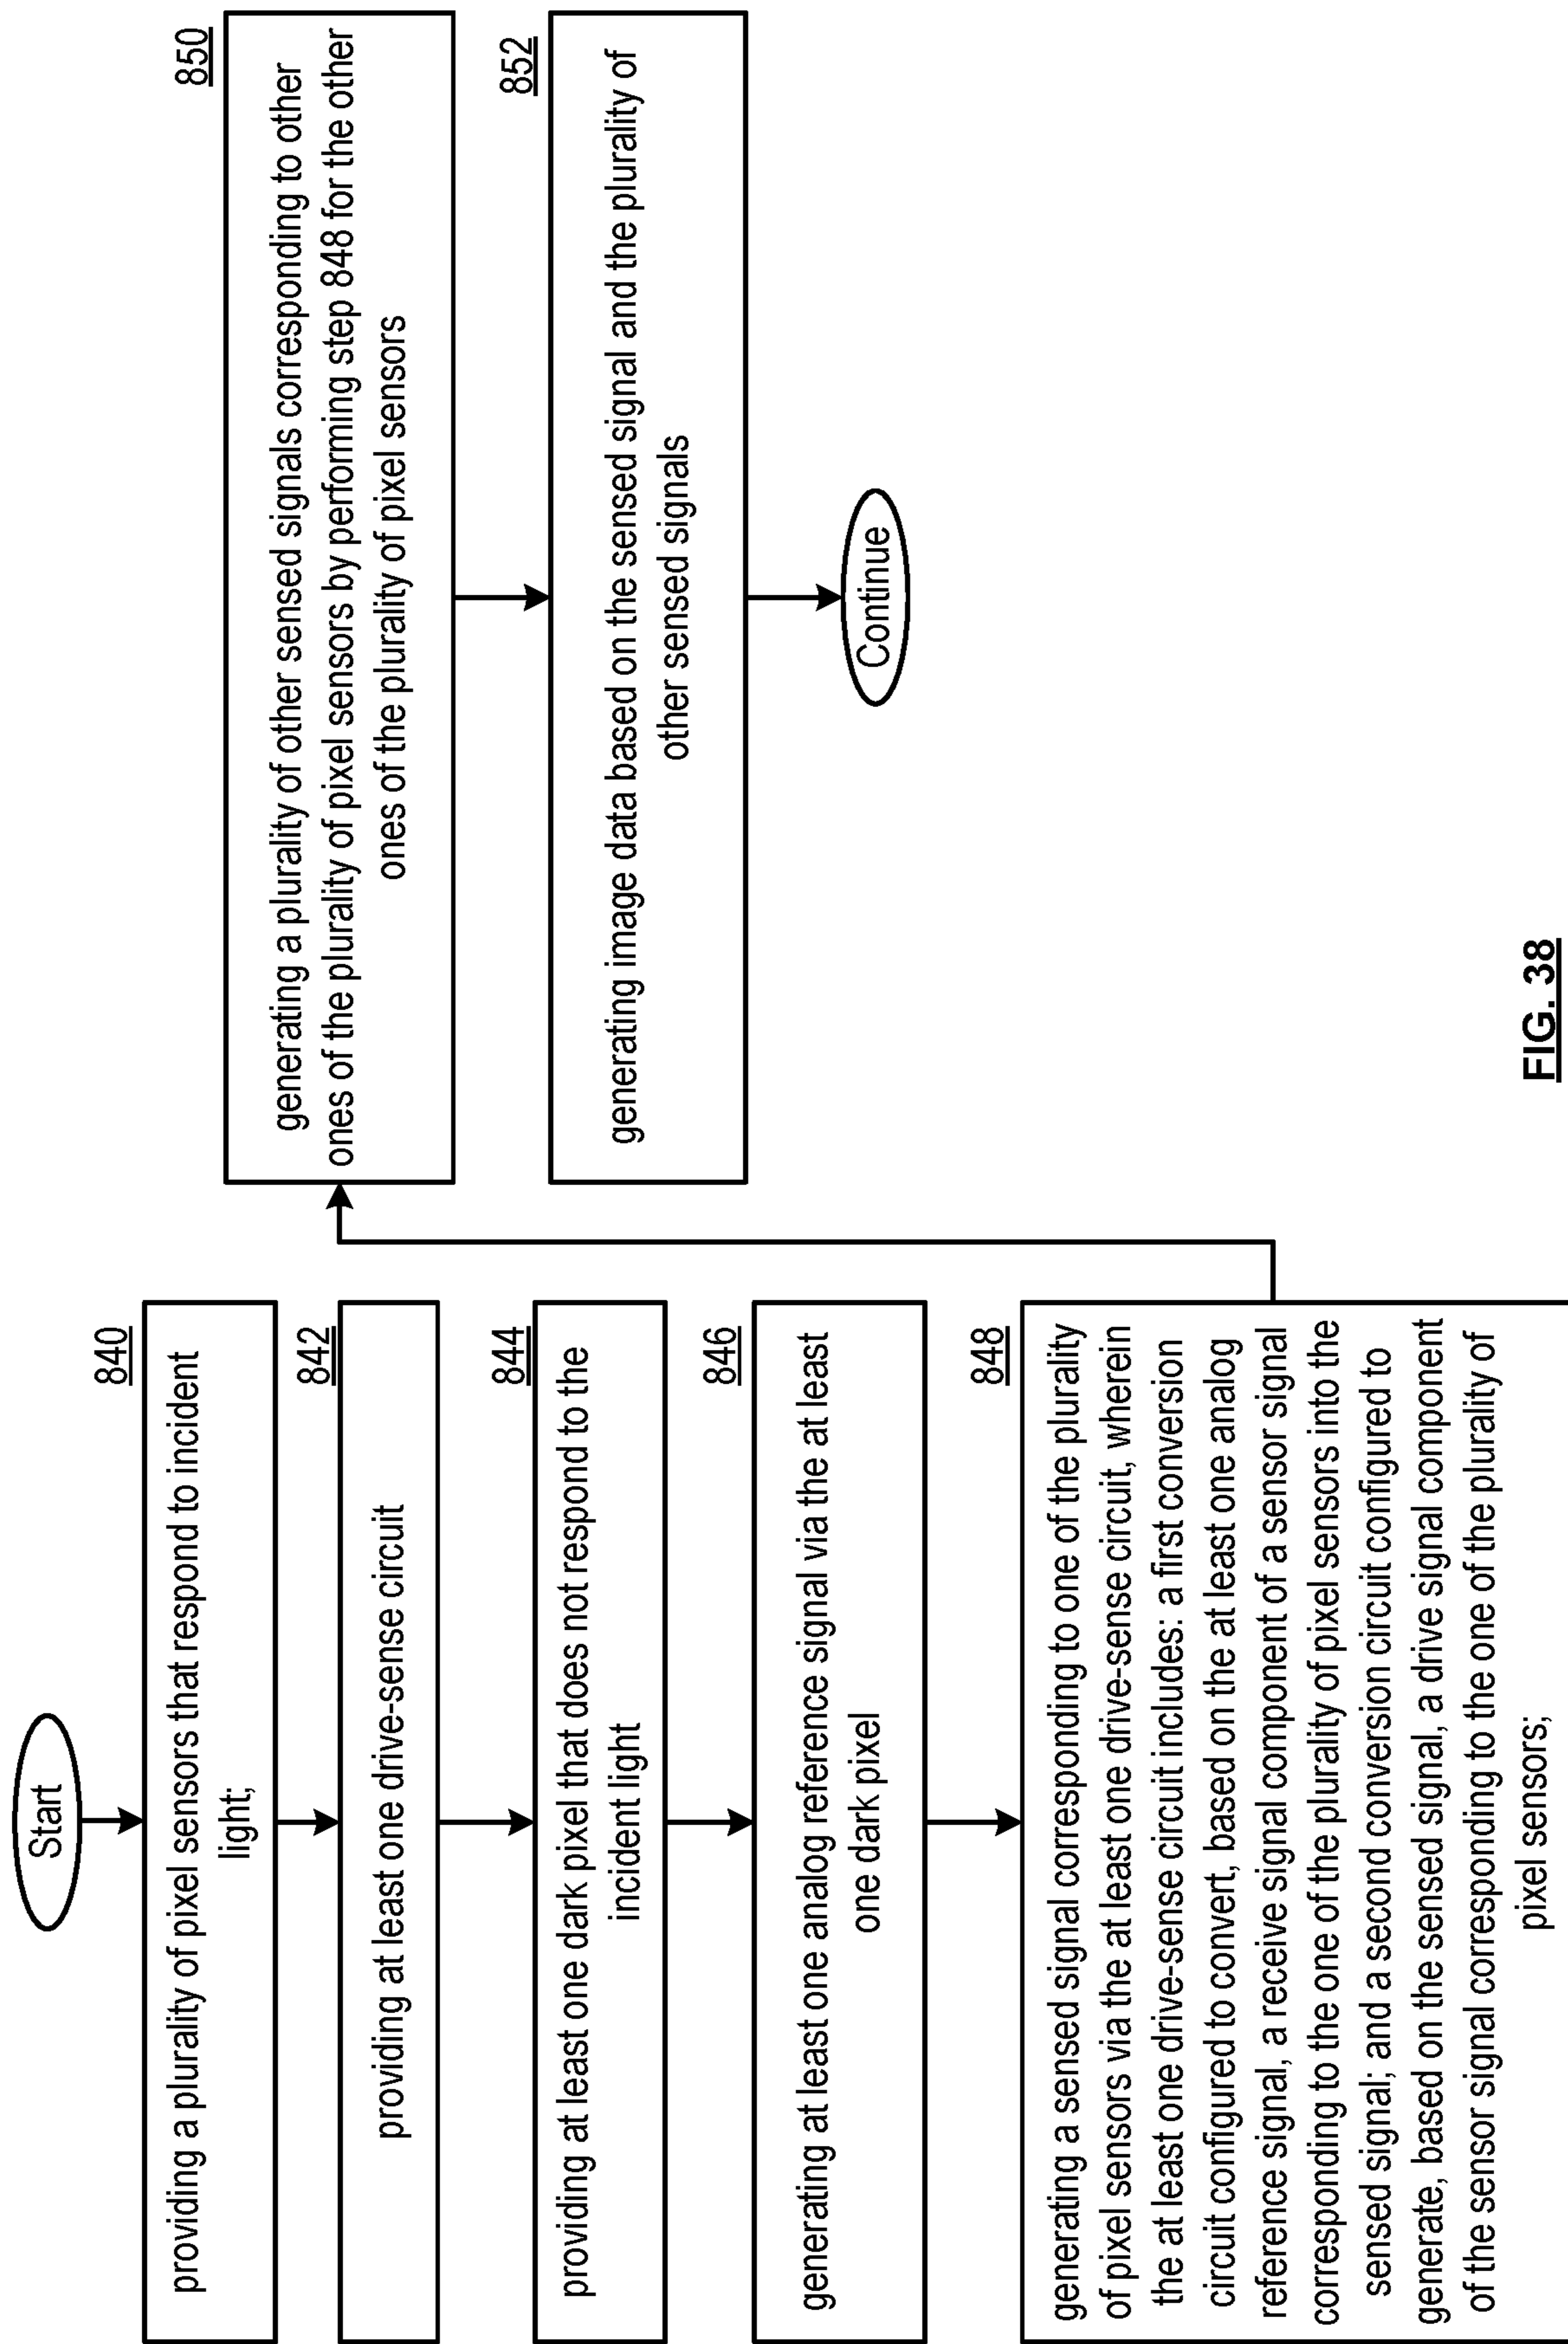 Start
840
providing a plurality of pixel sensors that respond to incident
light;
842
providing at least one drive-sense circuit
844
providing at least one dark pixel that does not respond to the
incident light
846
generating at least one analog reference signal via the at least
one dark pixel
848
generating a sensed signal corresponding to one of the plurality
of pixel sensors via the at least one drive-sense circuit, wherein
the at least one drive-sense circuit includes: a first conversion
circuit configured to convert, based on the at least one analog
reference signal, a receive signal component of a sensor signal
corresponding to the one of the plurality of pixel sensors into the
sensed signal; and a second conversion circuit configured to
generate, based on the sensed signal, a drive signal component
of the sensor signal corresponding to the one of the plurality of
pixel sensors;
850
generating a plurality of other sensed signals corresponding to other
ones of the plurality of pixel sensors by performing step 848 for the other
ones of the plurality of pixel sensors
852
generating image data based on the sensed signal and the plurality of
other sensed signals
Continue
FIG. 38